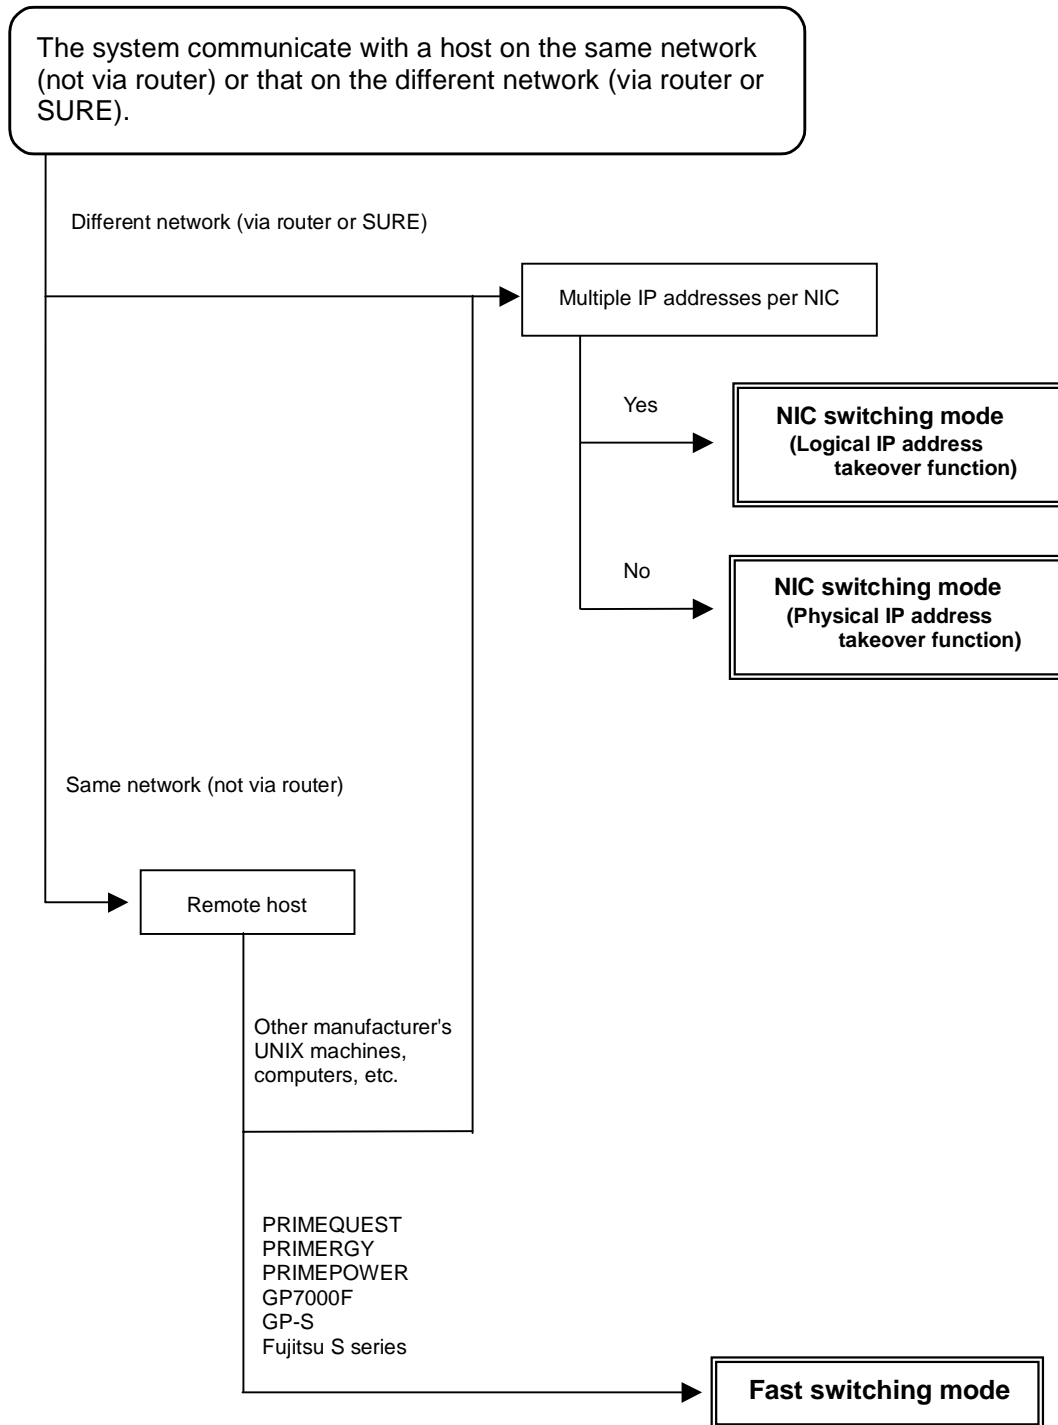 The system communicate with a host on the same network
(not via router) or that on the different network (via router or
SURE).
Different network (via router or SURE)
Multiple IP addresses per NIC
Yes
NIC switching mode
(Logical IP address
takeover function)
No
NIC switching mode
(Physical IP address
takeover function)
Same network (not via router)
Remote host
Other manufacturer's
UNIX machines,
computers, etc.
PRIMEQUEST
PRIMERGY
PRIMEPOWER
GP7000F
GP-S
Fujitsu S series
Fast switching mode